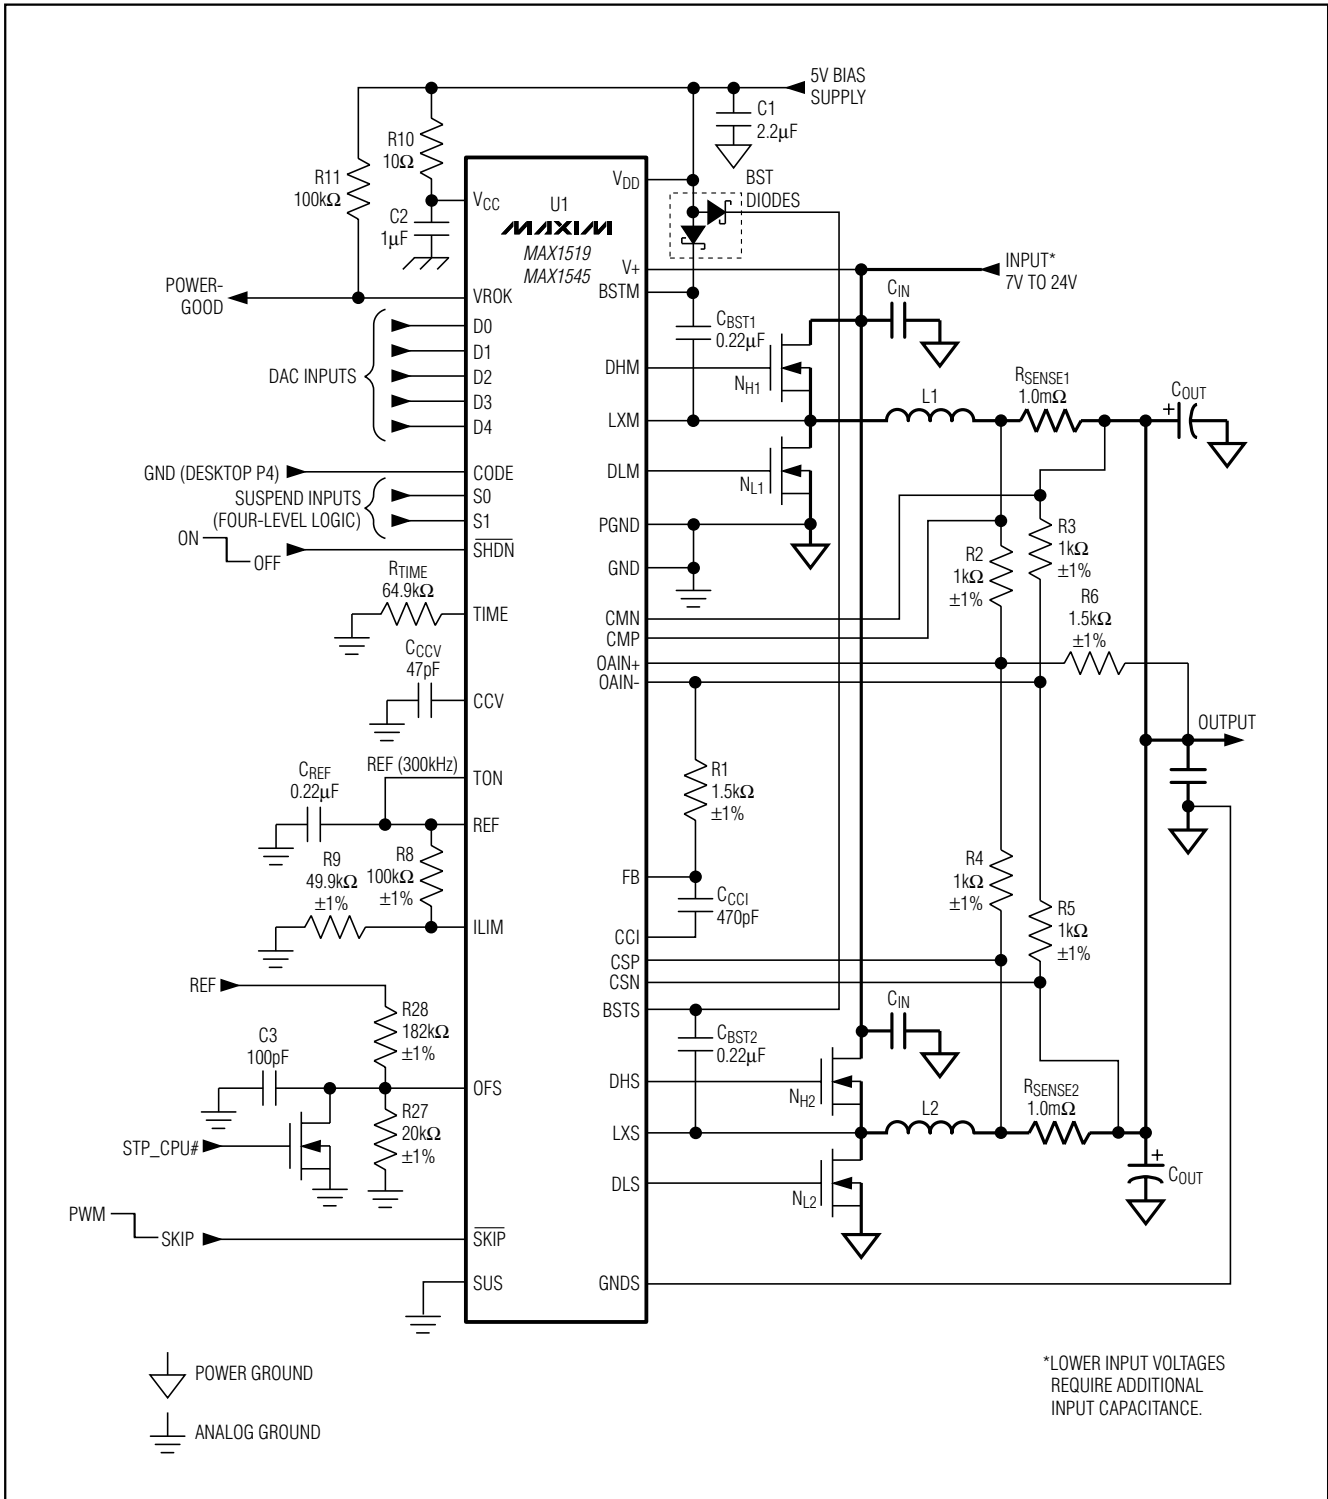 5V BIAS
SUPPLY
C1
2.2µF
R10
10Ω
R11
100kΩ
C2
1µF
VCC
U1
MAXIM
MAX1519
MAX1545
VDD
BST
DIODES
V+
INPUT*
7V TO 24V
BSTM
POWER-
GOOD
VROK
CBST1
0.22µF
CIN
D0
D1
D2
D3
D4
DAC INPUTS
DHM
NH1
LXM
L1
RSENSE1
1.0mΩ
COUT
+
GND (DESKTOP P4)
CODE
SUSPEND INPUTS
(FOUR-LEVEL LOGIC)
S0
S1
DLM
NL1
ON
OFF
SHDN
PGND
GND
R2
1kΩ
±1%
R3
1kΩ
±1%
R6
1.5kΩ
±1%
RTIME
64.9kΩ
TIME
CMN
CMP
OAIN+
OAIN-
CCCV
47pF
CCV
OUTPUT
CREF
0.22µF
REF (300kHz)
TON
REF
R1
1.5kΩ
±1%
R9
49.9kΩ
±1%
R8
100kΩ
±1%
ILIM
FB
CCCI
470pF
CCI
R4
1kΩ
±1%
R5
1kΩ
±1%
CSP
CSN
REF
R28
182kΩ
±1%
BSTS
CBST2
0.22µF
CIN
C3
100pF
OFS
DHS
NH2
R27
20kΩ
±1%
STP_CPU#
LXS
L2
RSENSE2
1.0mΩ
DLS
NL2
+
COUT
PWM
SKIP
SKIP
SUS
GNDS
POWER GROUND
ANALOG GROUND
*LOWER INPUT VOLTAGES
REQUIRE ADDITIONAL
INPUT CAPACITANCE.